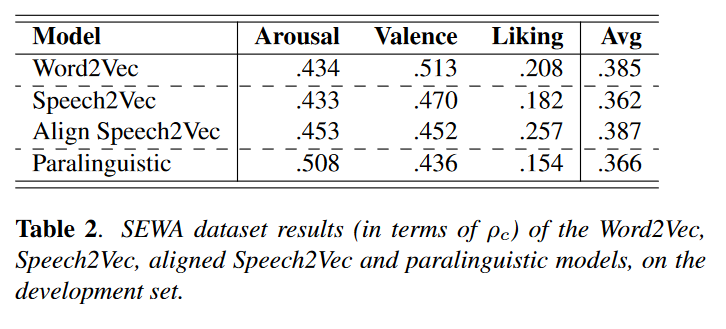 Model Arousal Valence Liking Avg
Word2Vec .434 .513 .208 .385
Speech2Vec .433 .470 .182 .362
Align Speech2Vec .453 .452 .257 .387
Paralinguistic .508 .436 .154 .366
Table 2. SEWA dataset results (in terms of ρc) of the Word2Vec,
Speech2Vec, aligned Speech2Vec and paralinguistic models, on the
development set.